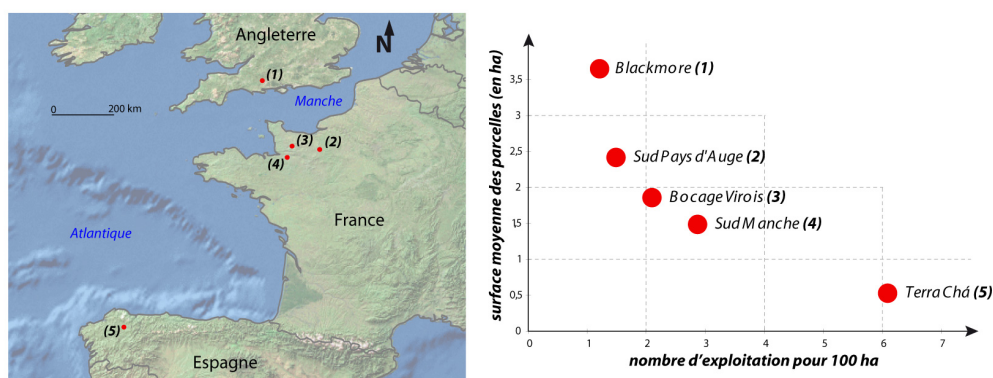 Angleterre
N
(1)
0 200 km
Manche
(3)
(2)
(4)
France
Atlantique
(5)
Espagne
surface moyenne des parcelles (en ha)
3,5
3
2,5
2
1,5
1
0,5
0
Blackmore (1)
Sud Pays d'Auge (2)
Bocage Virois (3)
Sud Manche (4)
Terra Chá (5)
0 1 2 3 4 5 6 7
nombre d'exploitation pour 100 ha